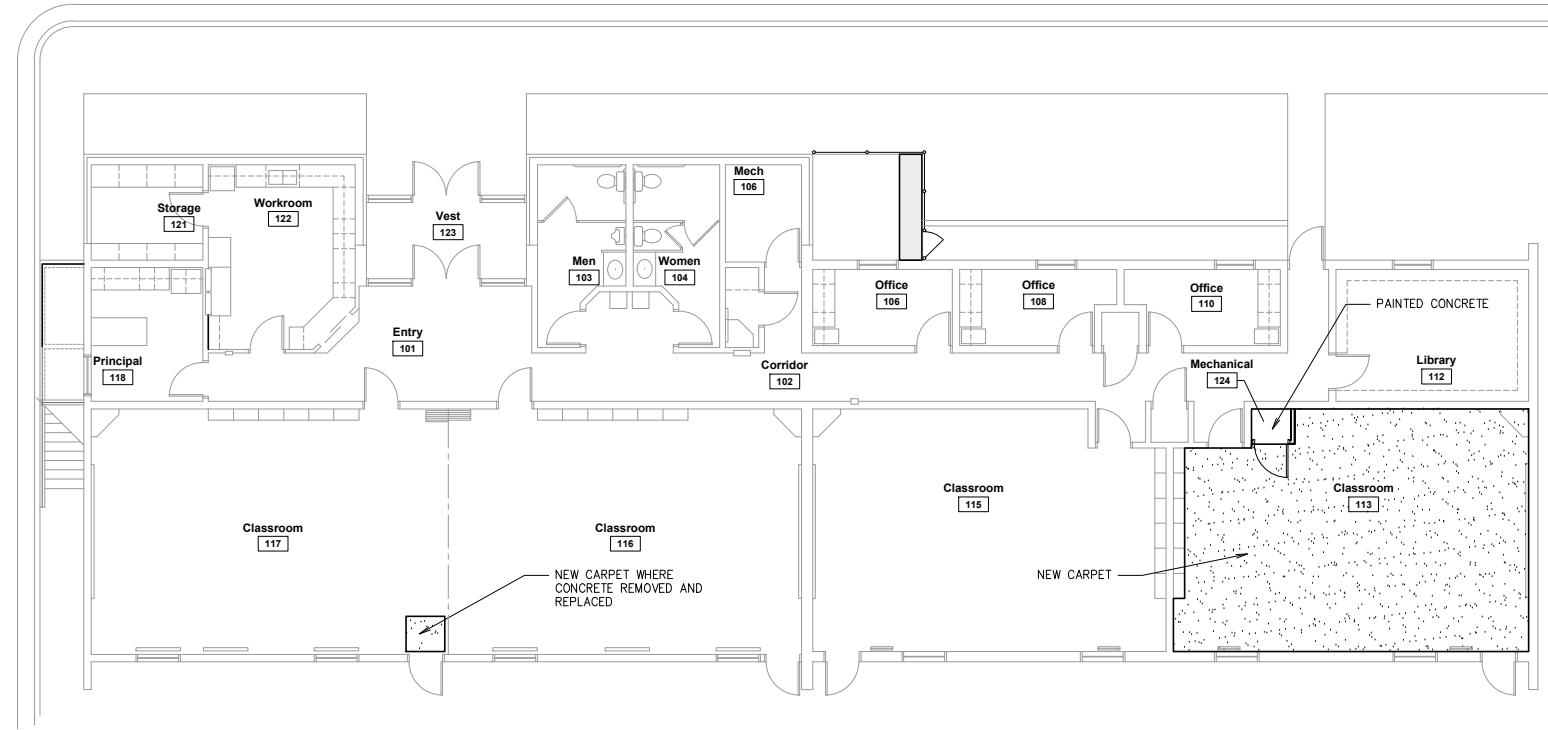 Mech
106
Storage
121
Workroom
122
Vest
123
Men
103
Women
104
Office
106
Office
108
Office
110
PAINTED CONCRETE
Entry
101
Principal
118
Corridor
102
Mechanical
124
Library
112
Classroom
117
Classroom
116
Classroom
115
Classroom
113
NEW CARPET WHERE
CONCRETE REMOVED AND
REPLACED
NEW CARPET